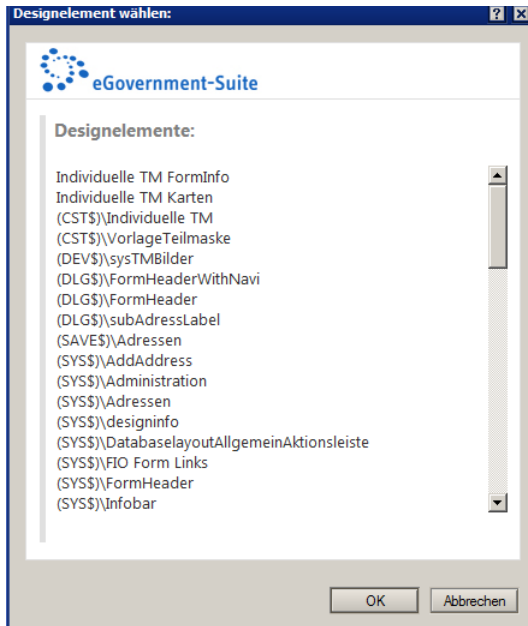 Designelement wählen:
eGovernment-Suite
Designelemente:
Individuelle TM FormInfo
Individuelle TM Karten
(CST$)\Individuelle TM
(CST$)\VorlageTeilmaske
(DEV$)\sysTMBilder
(DLG$)\FormHeaderWithNavi
(DLG$)\FormHeader
(DLG$)\subAdressLabel
(SAVE$)\Adressen
(SYS$)\AddAddress
(SYS$)\Administration
(SYS$)\Adressen
(SYS$)\designinfo
(SYS$)\DatabaselayoutAllgemeinAktionsleiste
(SYS$)\FIO Form Links
(SYS$)\FormHeader
(SYS$)\Infobar
OK Abbrechen